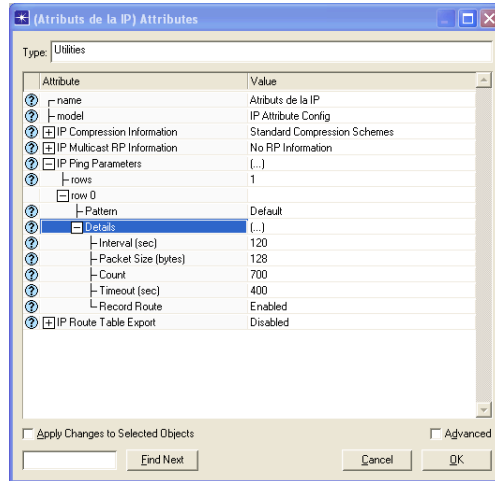 (Atributs de la IP) Attributes
Type: Utilities
Attribute Value
name Atributs de la IP
model IP Attribute Config
IP Compression Information Standard Compression Schemes
IP Multicast RP Information No RP Information
IP Ping Parameters (...)
rows 1
row 0
Pattern Default
Details (...)
Interval (sec) 120
Packet Size (bytes) 128
Count 700
Timeout (sec) 400
Record Route Enabled
IP Route Table Export Disabled
Apply Changes to Selected Objects Advanced
Find Next Cancel OK